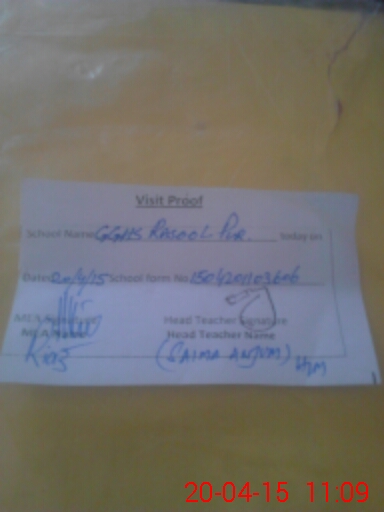 Visit Proof
School Name GGHS RASOOL PUR. today on
Date 20/4/15 School form No
Head Teacher Signature
Head Teacher Name
(SAIMA ANJUM) HM
20-04-15 11:09